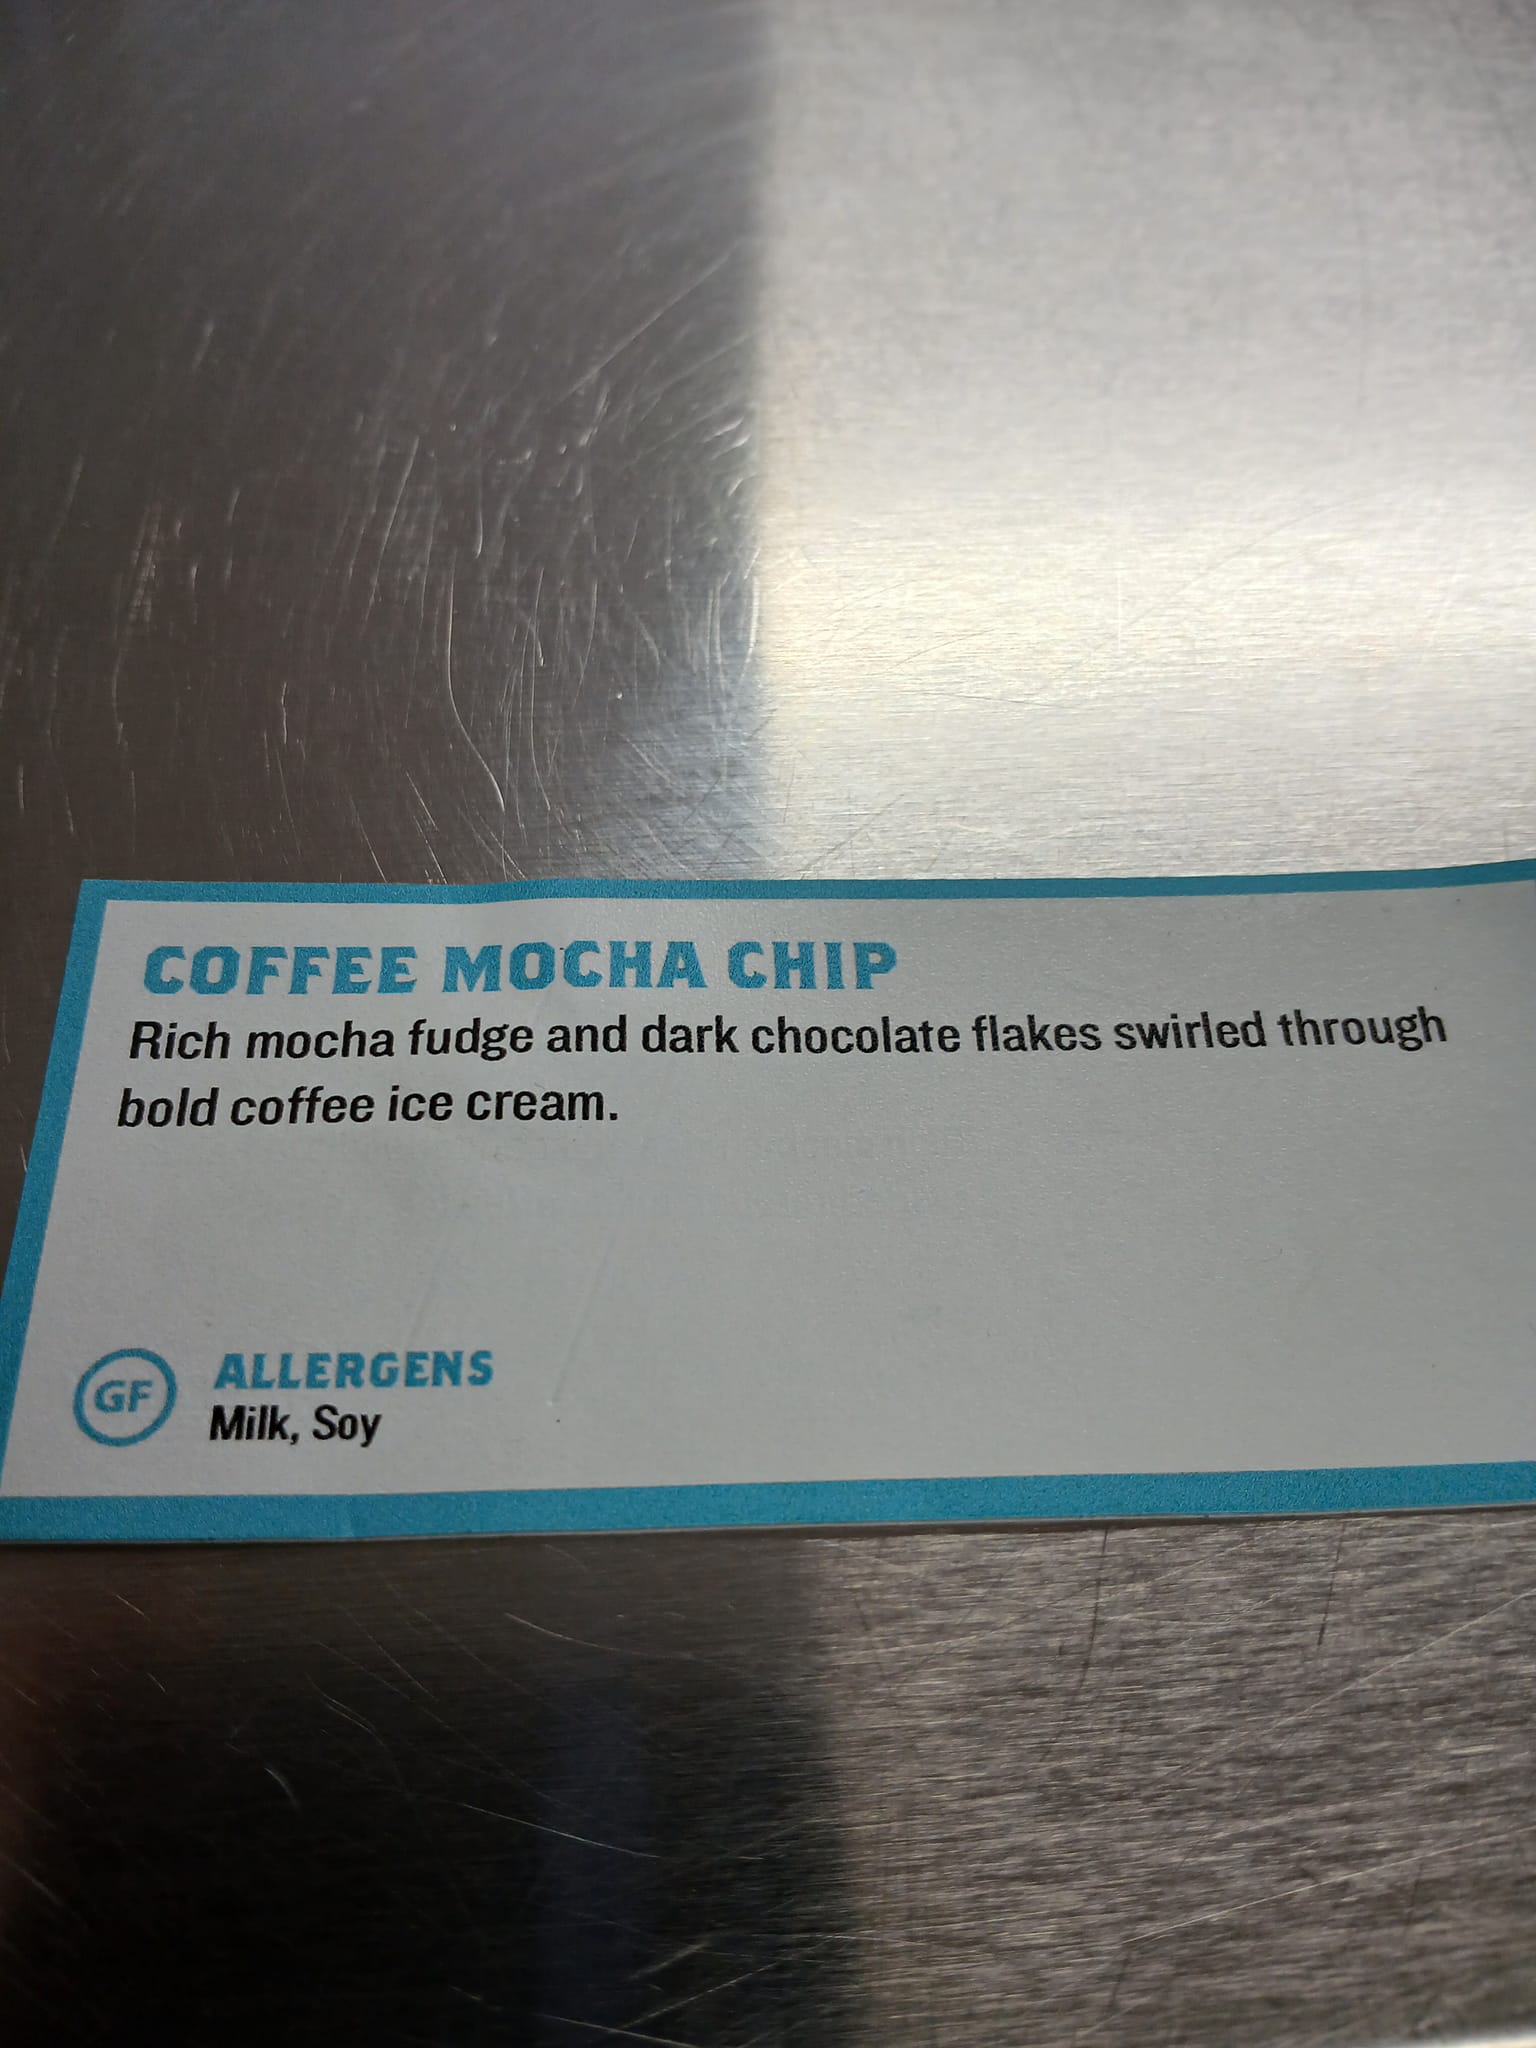 COFFEE MOCHA CHIP
Rich mocha fudge and dark chocolate flakes swirled through
bold coffee ice cream.
GF
ALLERGENS
Milk, Soy